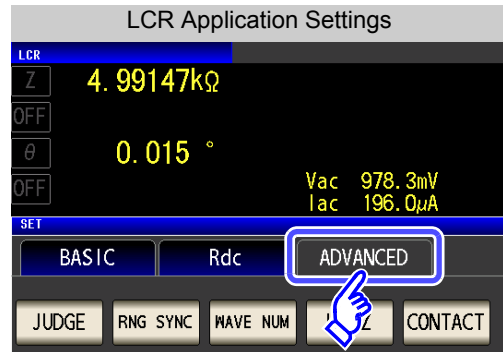 LCR Application Settings
LCR
Z 4.99147kΩ
OFF
θ 0.015 °
OFF
Vac 978.3mV
Iac 196.0μA
SET
BASIC Rdc ADVANCED
JUDGE RNG SYNC WAVE NUM Z CONTACT